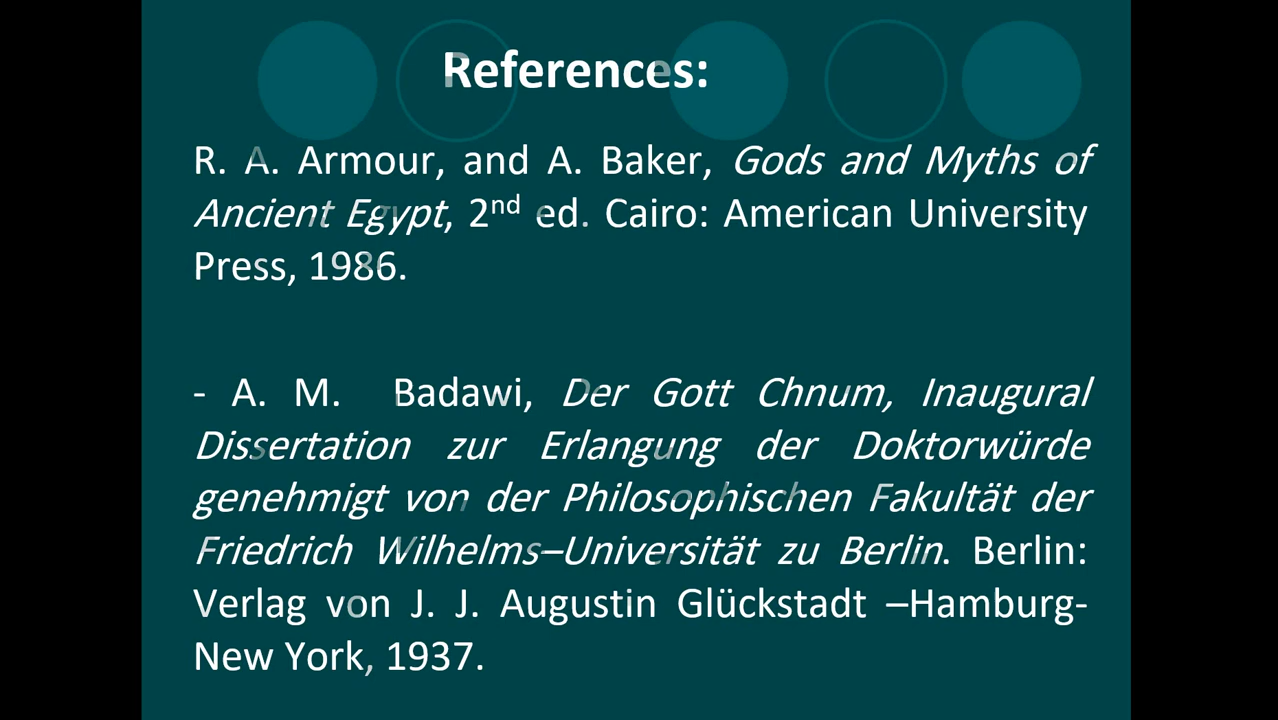 References:
R. A. Armour, and A. Baker, Gods and Myths of
Ancient Egypt, 2nd ed. Cairo: American University
Press, 1986.
- A. M. Badawi, Der Gott Chnum, Inaugural
Dissertation zur Erlangung der Doktorwürde
genehmigt von der Philosophischen Fakultät der
Friedrich Wilhelms–Universität zu Berlin. Berlin:
Verlag von J. J. Augustin Glückstadt –Hamburg-
New York, 1937.